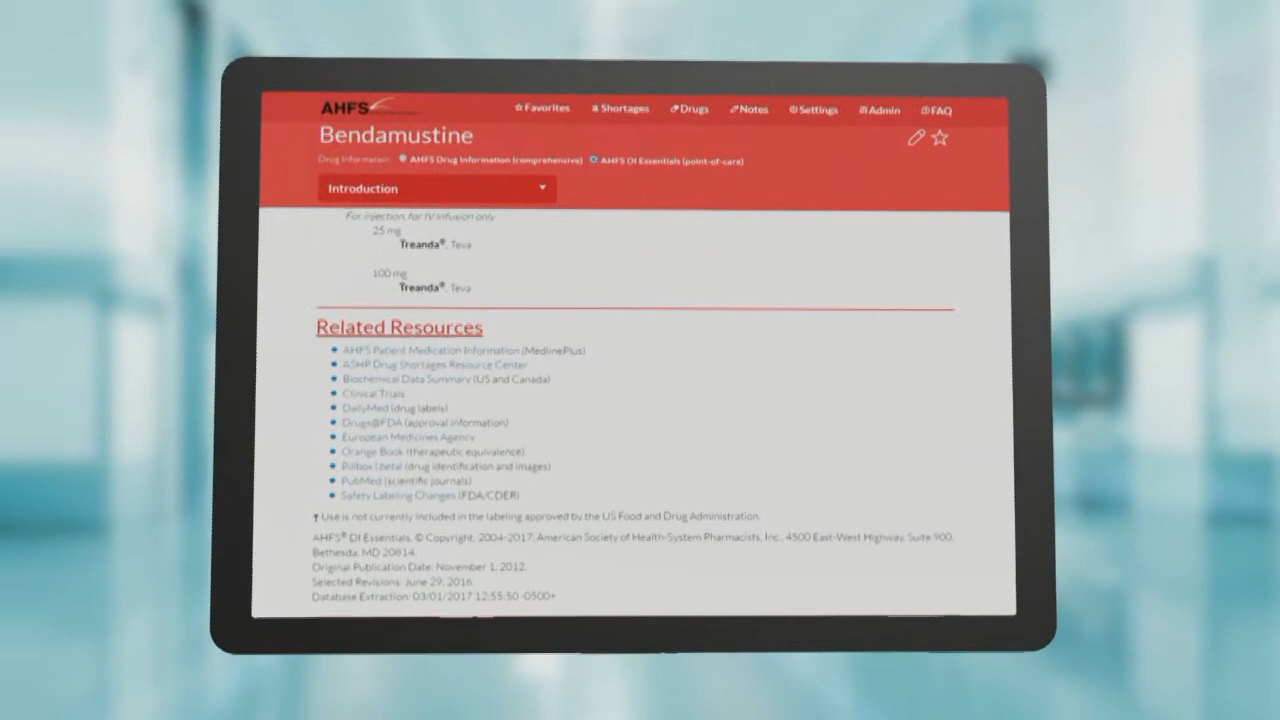 AHFS
Favorites Shortages Drugs Notes Settings Admin FAQ
Bendamustine
Drug Information: AHFS Drug Information (comprehensive) AHFS DI Essentials (point-of-care)
Introduction
For injection, for IV infusion only
25 mg
Treanda®, Teva
100 mg
Treanda®, Teva
Related Resources
AHFS Patient Medication Information (MedlinePlus)
ASHP Drug Shortages Resource Center
Biochemical Data Summary (US and Canada)
Clinical Trials
DailyMed (drug labels)
Drugs@FDA (approval information)
European Medicines Agency
Orange Book (therapeutic equivalence)
Pillbox (beta) (drug identification and images)
PubMed (scientific journals)
Safety Labeling Changes (FDA/CDER)
† Use is not currently included in the labeling approved by the US Food and Drug Administration.
AHFS® DI Essentials. © Copyright, 2004-2017, American Society of Health-System Pharmacists, Inc., 4500 East-West Highway, Suite 900,
Bethesda, MD 20814.
Original Publication Date: November 1, 2012.
Selected Revisions: June 29, 2016.
Database Extraction: 03/01/2017 12:55:50 -0500+